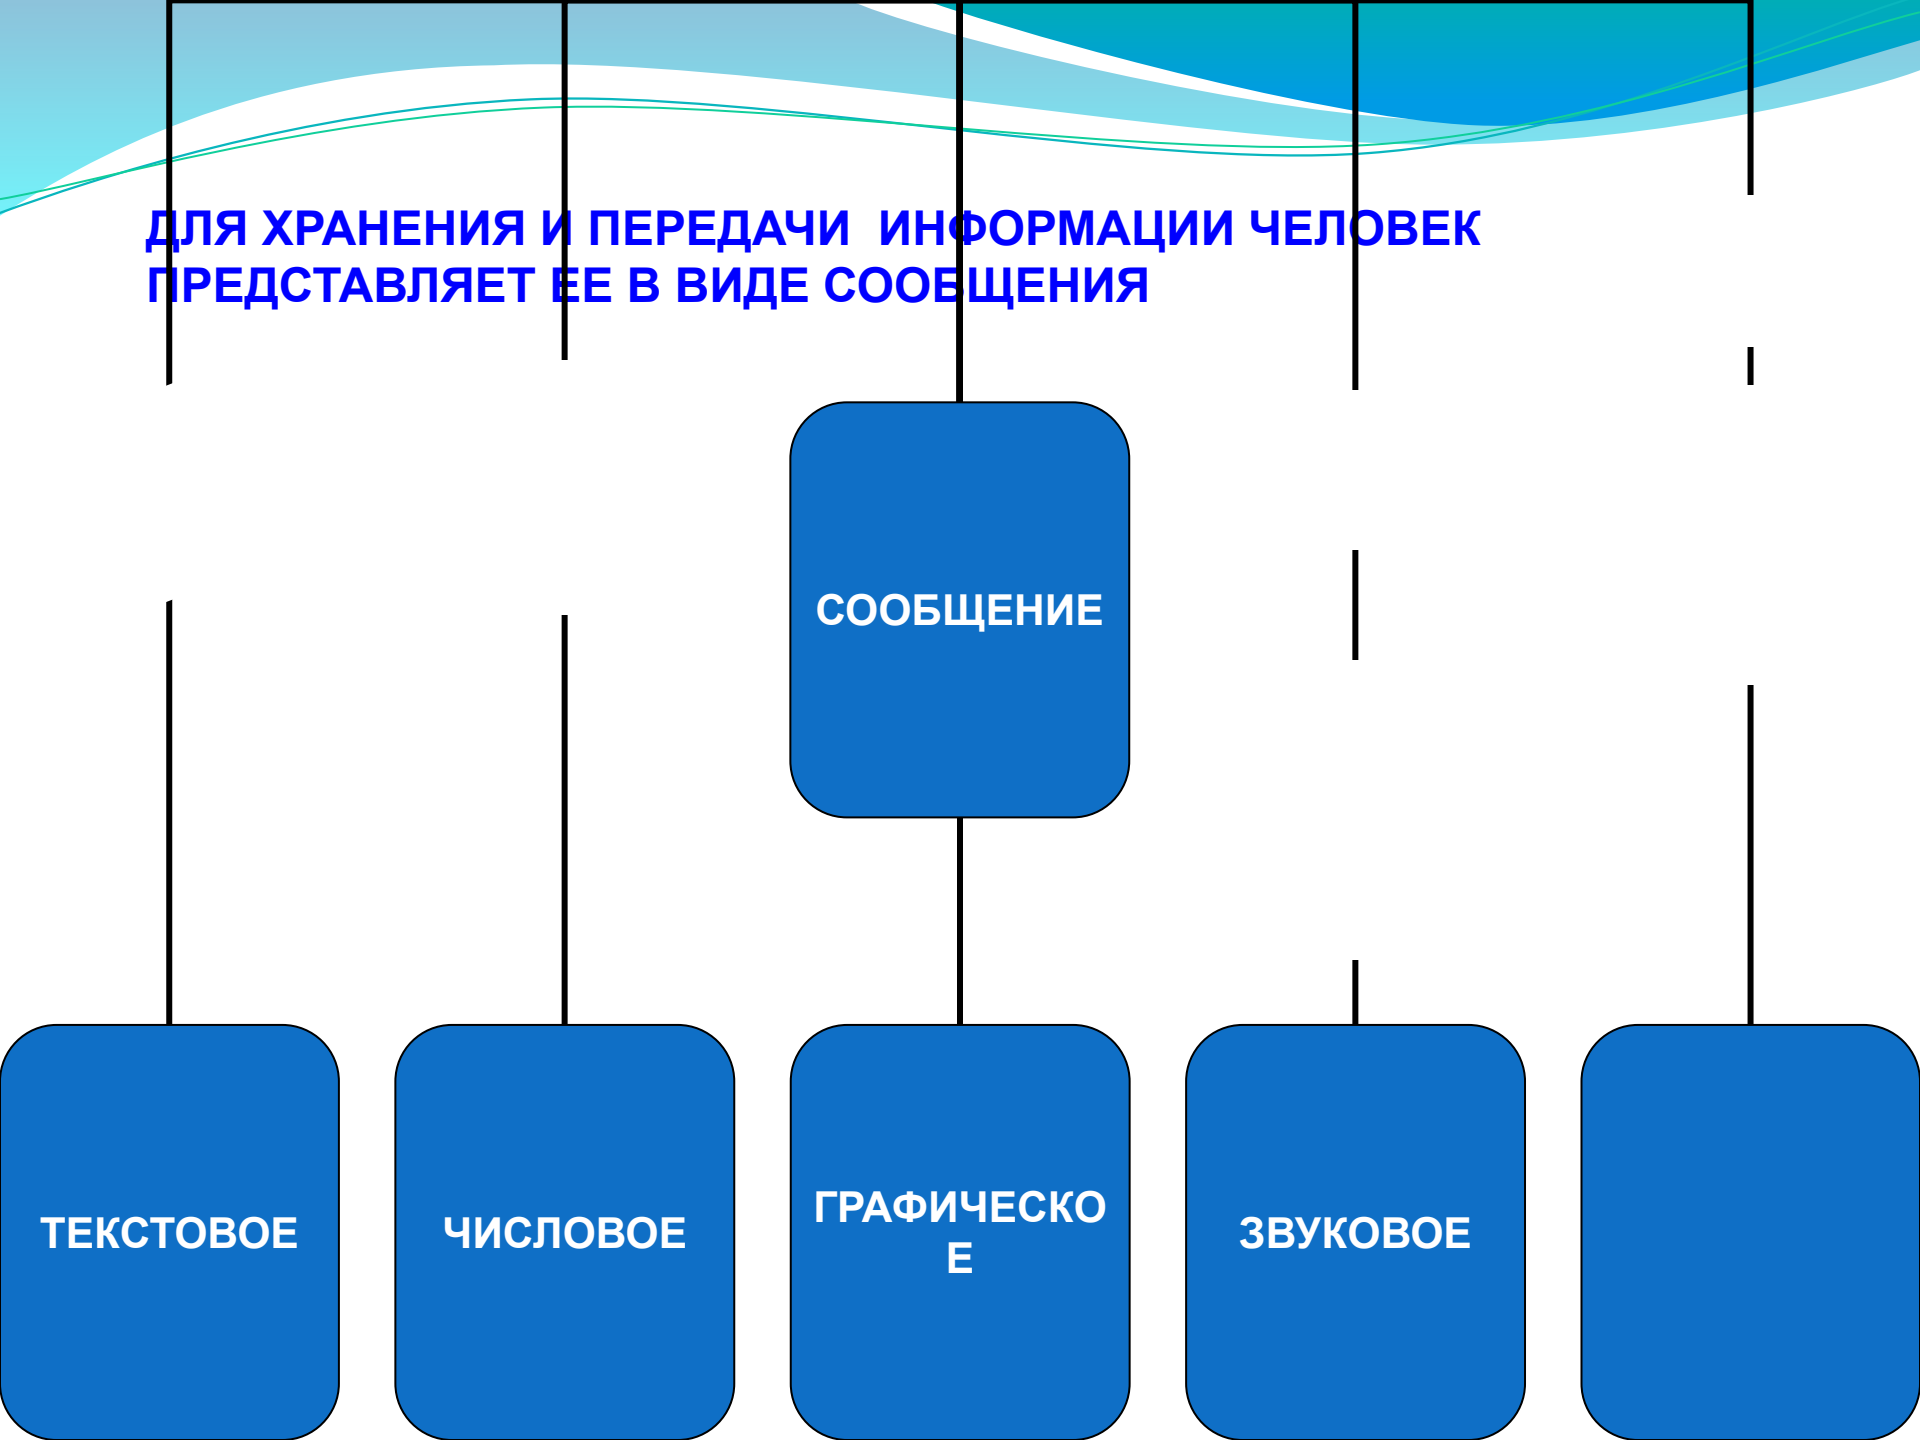 ДЛЯ ХРАНЕНИЯ И ПЕРЕДАЧИ  ИНФОРМАЦИИ ЧЕЛОВЕК
ПРЕДСТАВЛЯЕТ ЕЕ В ВИДЕ СООБЩЕНИЯ
СООБЩЕНИЕ
ТЕКСТОВОЕ
ЧИСЛОВОЕ
ГРАФИЧЕСКО
Е
ЗВУКОВОЕ